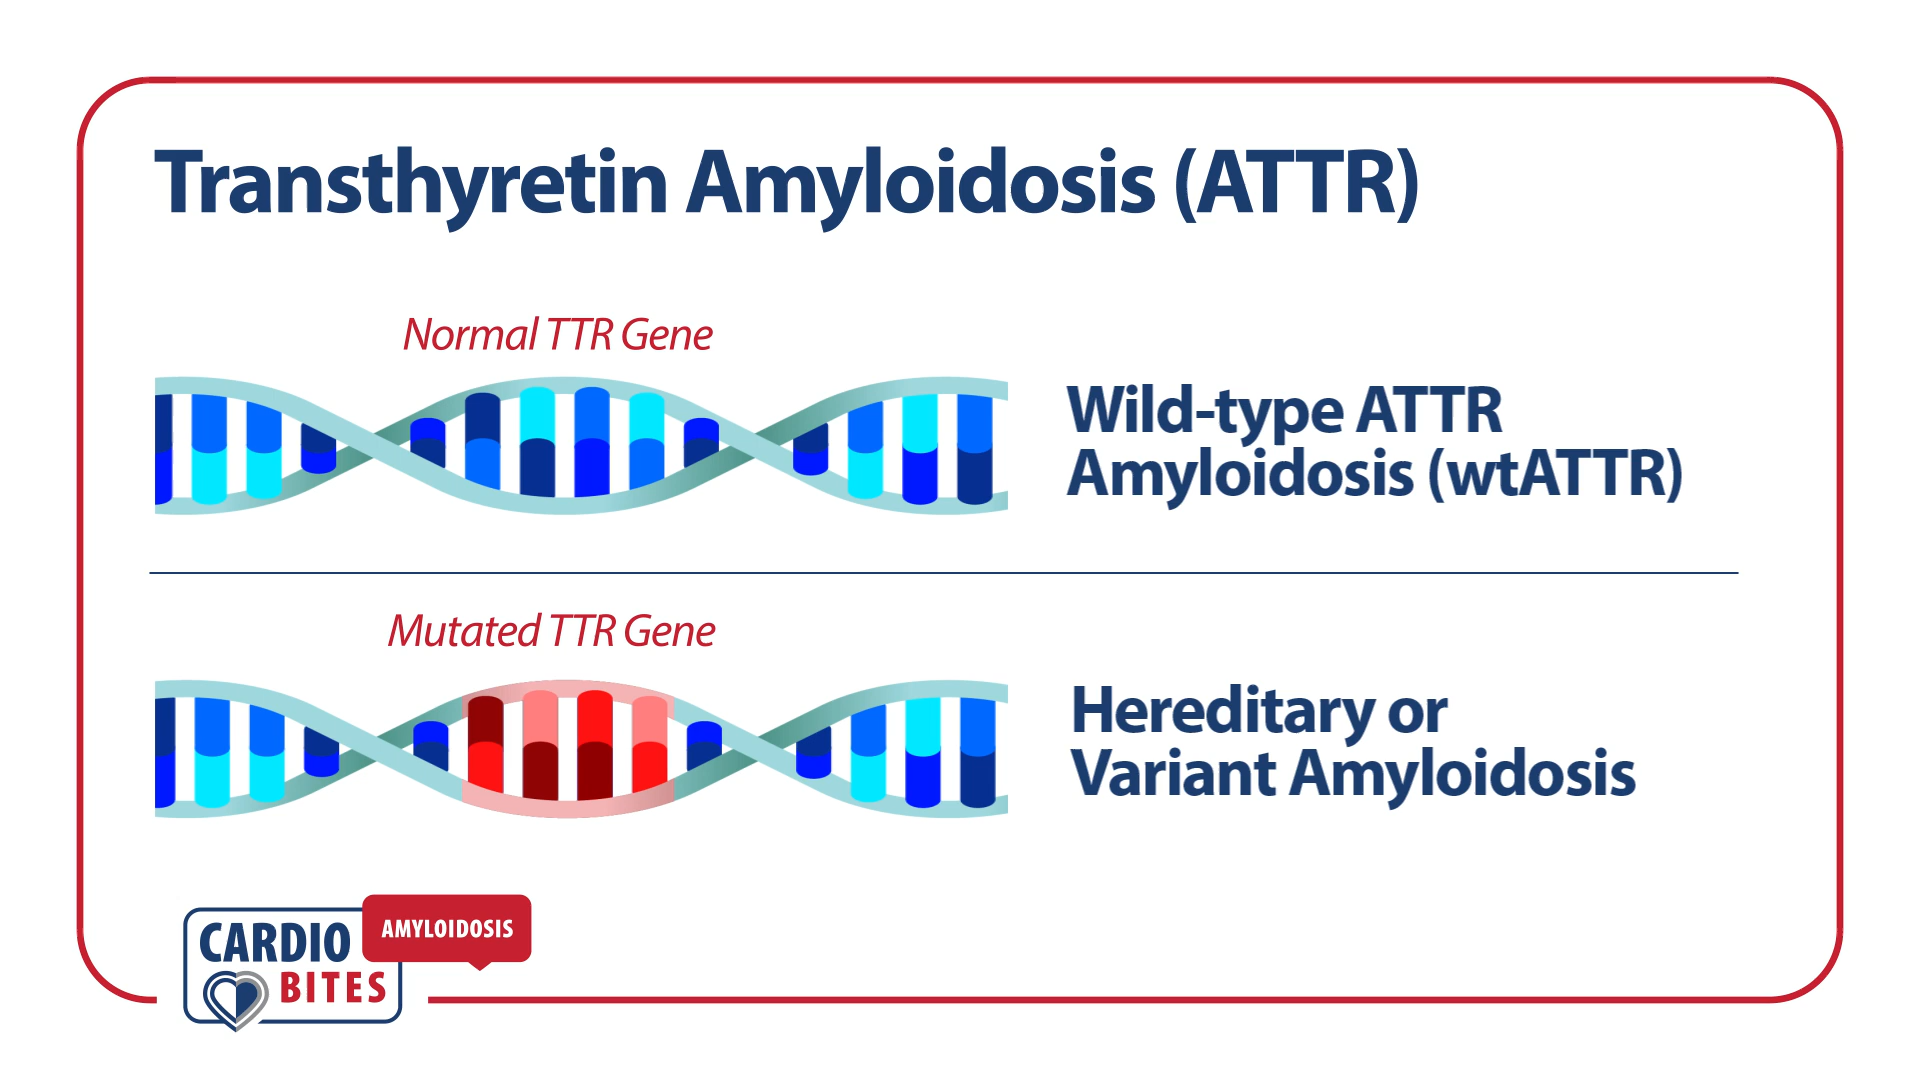 Transthyretin Amyloidosis (ATTR)
Normal TTR Gene
Wild-type ATTR
Amyloidosis (wtATTR)
Mutated TTR Gene
Hereditary or
Variant Amyloidosis
CARDIO
BITES
AMYLOIDOSIS